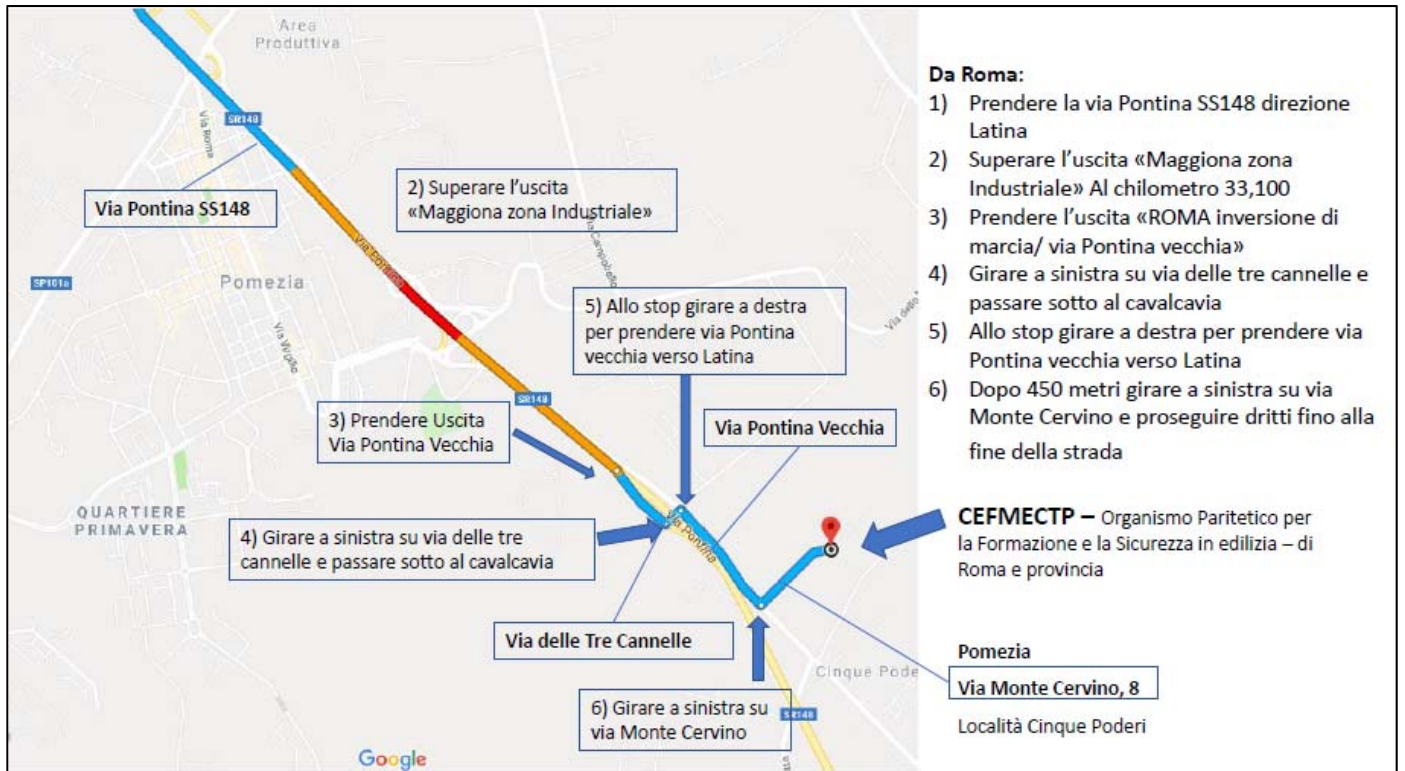 Area
Produttiva
SR148
Via Roma
Via Pontina SS148
2) Superare l’uscita
«Maggiona zona Industriale»
Via Pontina
Via Campobello
SP101a
Pomezia
Via Virgilio
5) Allo stop girare a destra
per prendere via Pontina
vecchia verso Latina
SR148
3) Prendere Uscita
Via Pontina Vecchia
Via Pontina Vecchia
QUARTIERE
PRIMAVERA
Via Pontina
4) Girare a sinistra su via delle tre
cannelle e passare sotto al cavalcavia
Via delle Tre Cannelle
Cinque Pode
6) Girare a sinistra su
via Monte Cervino
SR148
Google
Da Roma:
1) Prendere la via Pontina SS148 direzione
Latina
2) Superare l’uscita «Maggiona zona
Industriale» Al chilometro 33,100
3) Prendere l’uscita «ROMA inversione di
marcia/ via Pontina vecchia»
4) Girare a sinistra su via delle tre cannelle e
passare sotto al cavalcavia
5) Allo stop girare a destra per prendere via
Pontina vecchia verso Latina
6) Dopo 450 metri girare a sinistra su via
Monte Cervino e proseguire dritti fino alla
fine della strada
CEFMECTP – Organismo Paritetico per
la Formazione e la Sicurezza in edilizia – di
Roma e provincia
Pomezia
Via Monte Cervino, 8
Località Cinque Poderi